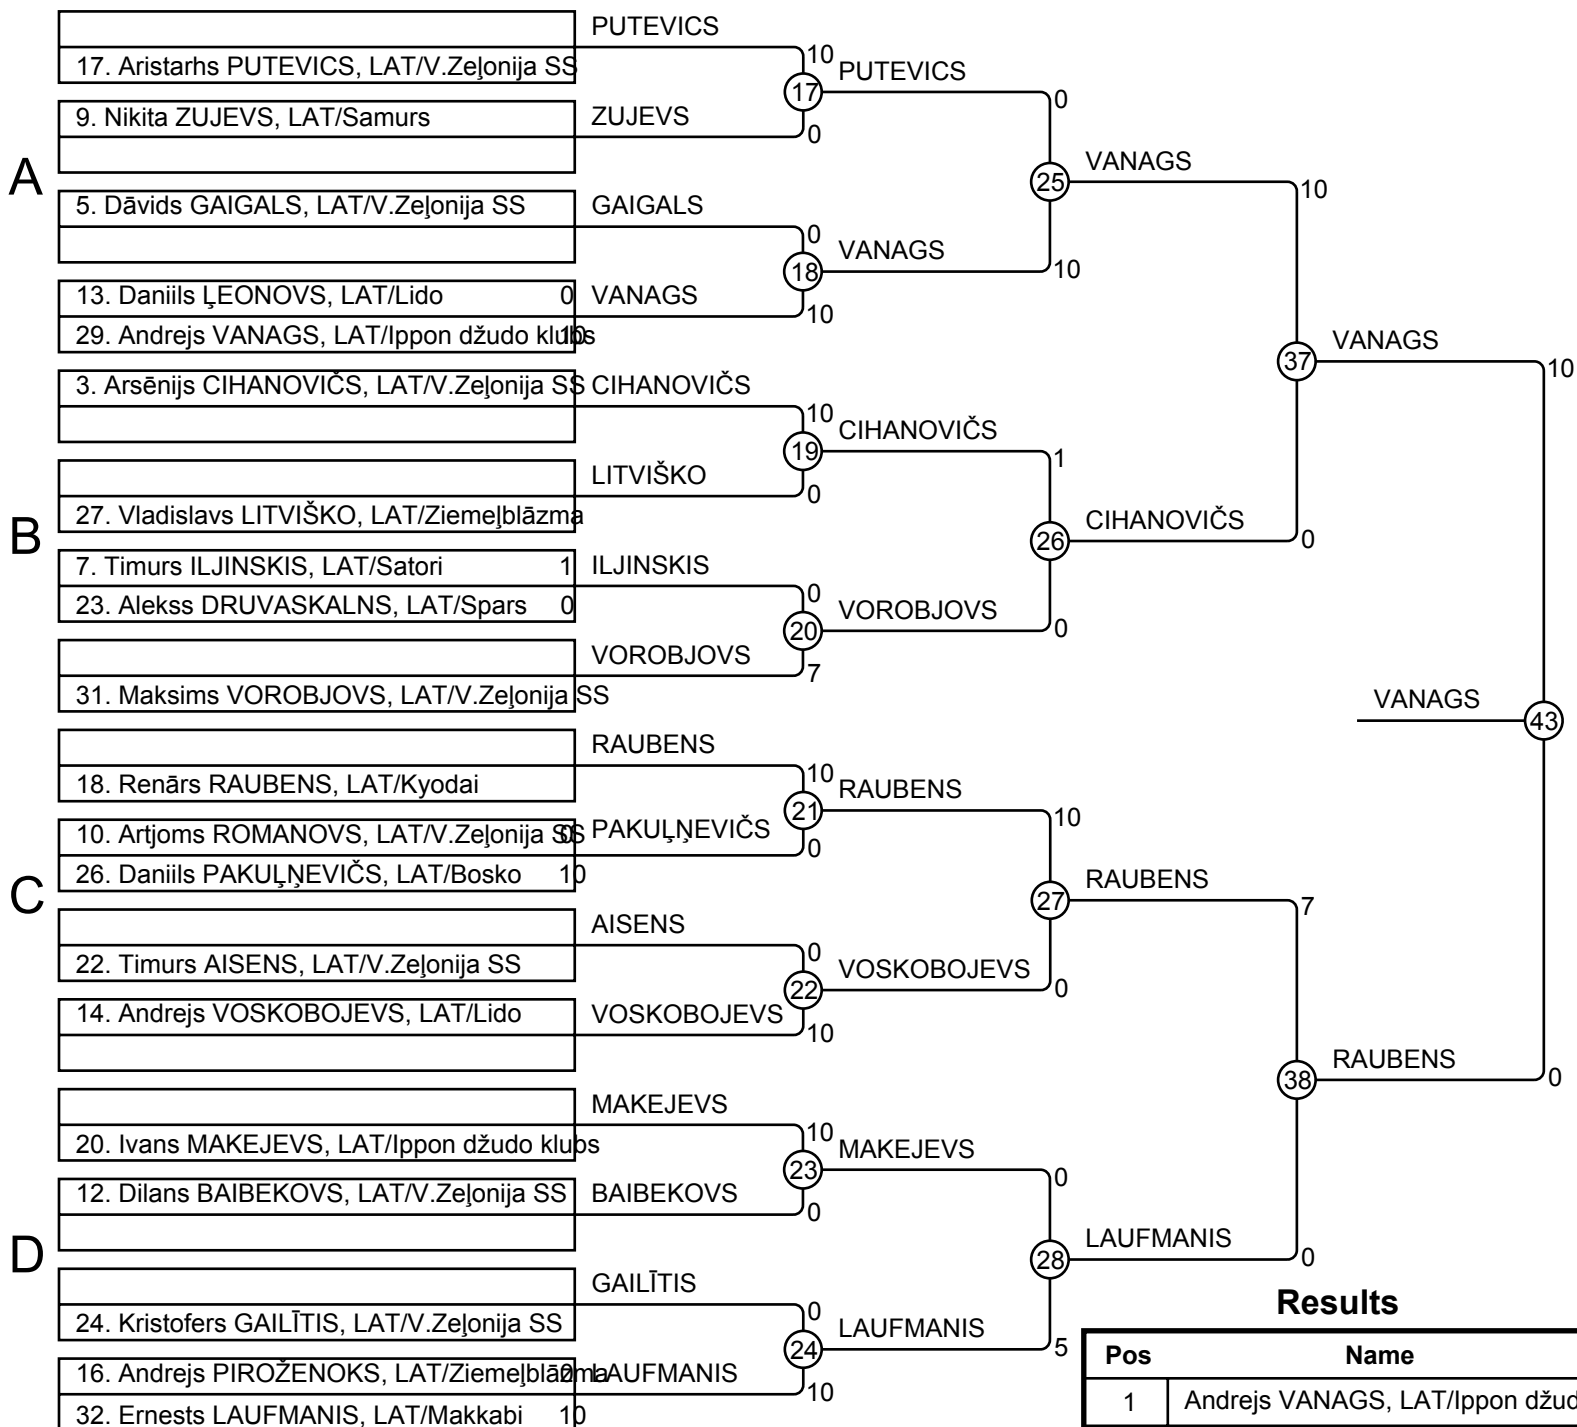 A
17. Aristarhs PUTEVICS, LAT/V.Zeļonija SS
9. Nikita ZUJEVS, LAT/Samurs
5. Dāvids GAIGALS, LAT/V.Zeļonija SS
13. Daniils ĻEONOVS, LAT/Lido 0
29. Andrejs VANAGS, LAT/Ippon džudo klubs 10
B
3. Arsēnijs CIHANOVIČS, LAT/V.Zeļonija SS
27. Vladislavs LITVIŠKO, LAT/Ziemeļblāzma
7. Timurs ILJINSKIS, LAT/Satori 1
23. Alekss DRUVASKALNS, LAT/Spars 0
31. Maksims VOROBJOVS, LAT/V.Zeļonija SS
C
18. Renārs RAUBENS, LAT/Kyodai
10. Artjoms ROMANOVS, LAT/V.Zeļonija SS 0
26. Daniils PAKUĻŅEVIČS, LAT/Bosko 10
22. Timurs AISENS, LAT/V.Zeļonija SS
14. Andrejs VOSKOBOJEVS, LAT/Lido
D
20. Ivans MAKEJEVS, LAT/Ippon džudo klubs
12. Dilans BAIBEKOVS, LAT/V.Zeļonija SS
24. Kristofers GAILĪTIS, LAT/V.Zeļonija SS
16. Andrejs PIROŽENOKS, LAT/Ziemeļblāzma 0
32. Ernests LAUFMANIS, LAT/Makkabi 10
PUTEVICS 10
17
ZUJEVS 0
GAIGALS 0
18
VANAGS 10
CIHANOVIČS 10
19
LITVIŠKO 0
ILJINSKIS 0
20
VOROBJOVS 7
RAUBENS 10
21
PAKUĻŅEVIČS 0
AISENS 0
22
VOSKOBOJEVS 10
MAKEJEVS 10
23
BAIBEKOVS 0
GAILĪTIS 0
24
LAUFMANIS 10
PUTEVICS 0
25
VANAGS 10
CIHANOVIČS 1
26
VOROBJOVS 0
RAUBENS 10
27
VOSKOBOJEVS 0
MAKEJEVS 0
28
LAUFMANIS 5
VANAGS 10
37
CIHANOVIČS 0
RAUBENS 7
38
LAUFMANIS 0
VANAGS 10
VANAGS 43
RAUBENS 0
Results
Pos Name
1 Andrejs VANAGS, LAT/Ippon džud